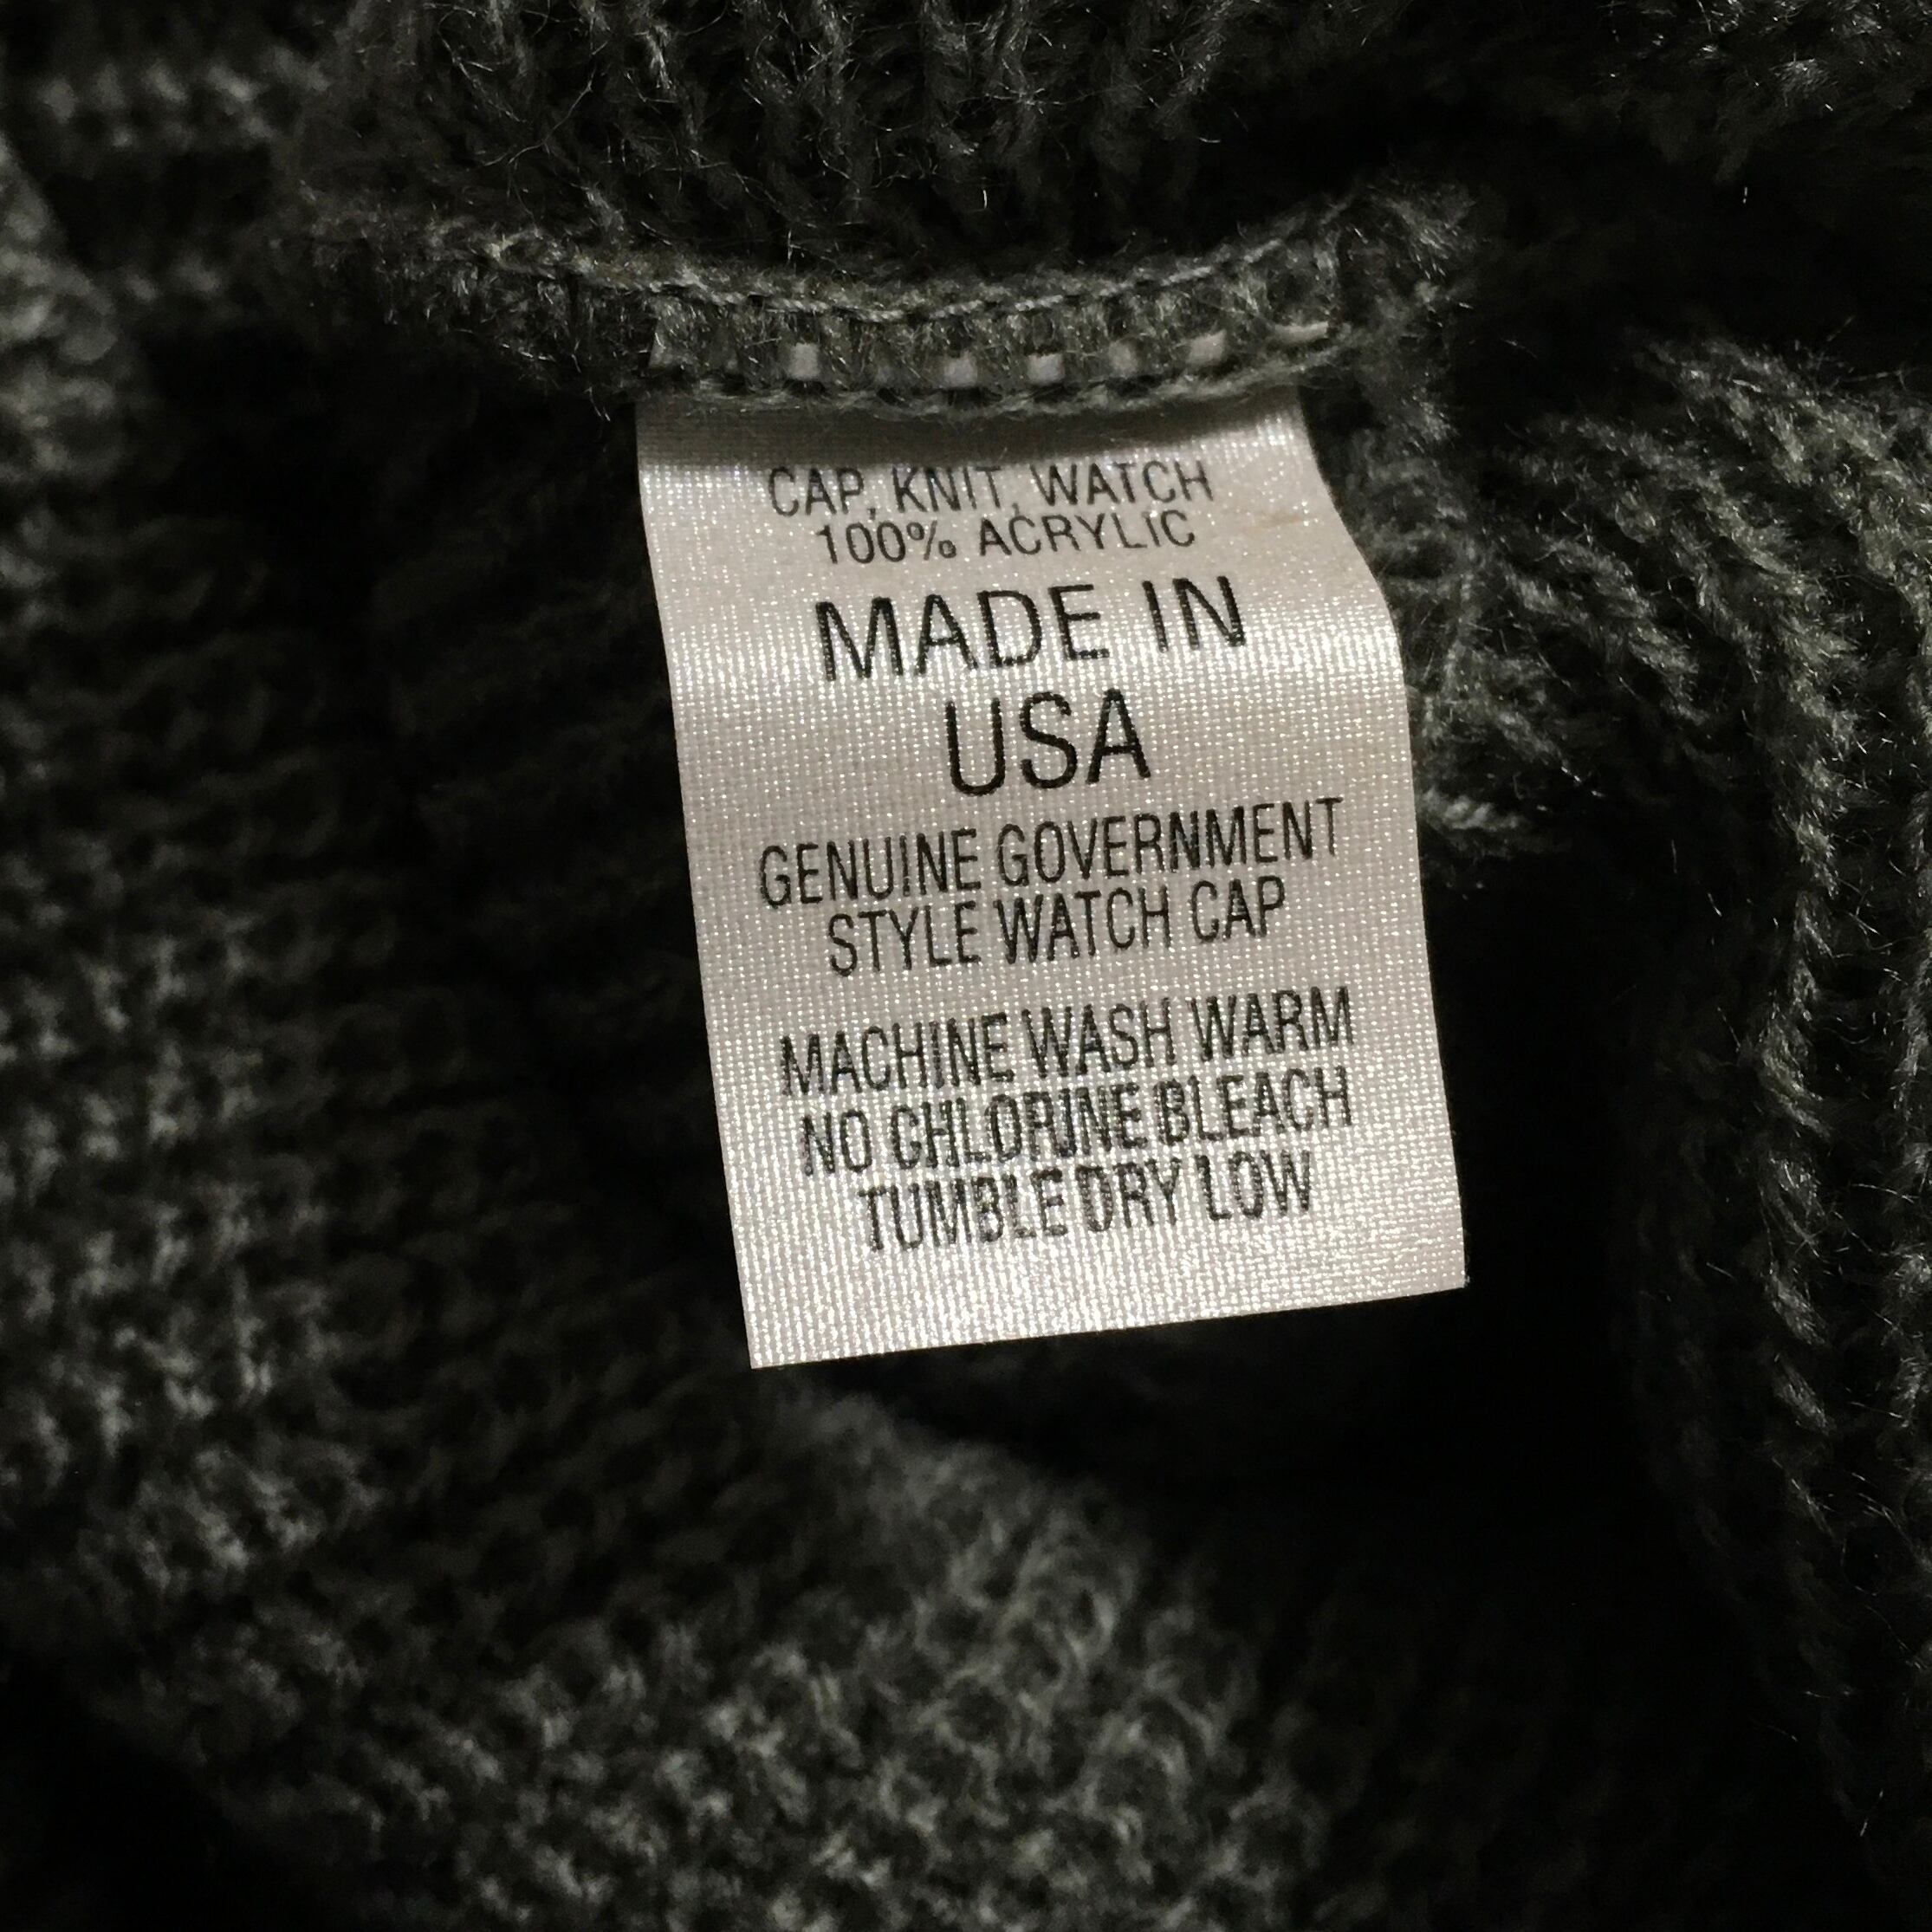 CAP, KNIT, WATCH
100% ACRYLIC
MADE IN
USA
GENUINE GOVERNMENT
STYLE WATCH CAP
MACHINE WASH WARM
NO CHLORINE BLEACH
TUMBLE DRY LOW